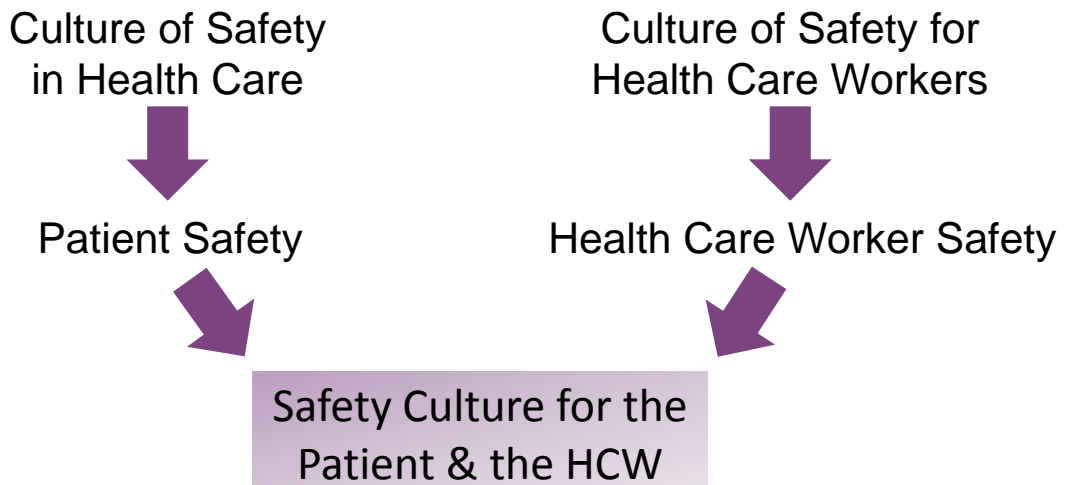 Culture of Safety
in Health Care
Culture of Safety for
Health Care Workers
Patient Safety
Health Care Worker Safety
Safety Culture for the
Patient & the HCW